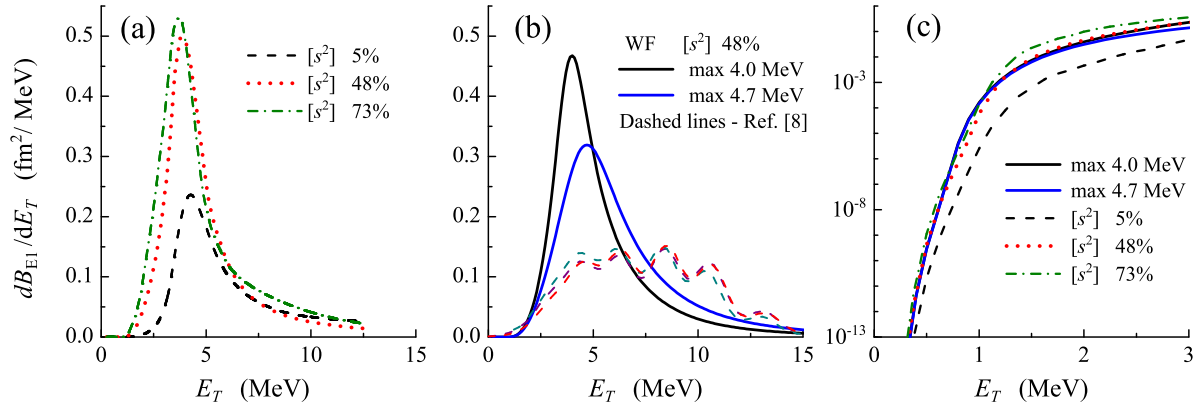 dB_E1/dE_T (fm²/ MeV)
0.5
0.4
0.3
0.2
0.1
0.0
(a)
[s²] 5%
[s²] 48%
[s²] 73%
0 5 10 15
E_T (MeV)
0.5
0.4
0.3
0.2
0.1
0.0
(b)
WF [s²] 48%
max 4.0 MeV
max 4.7 MeV
Dashed lines - Ref. [8]
0 5 10 15
E_T (MeV)
10⁻³
10⁻⁸
10⁻¹³
(c)
max 4.0 MeV
max 4.7 MeV
[s²] 5%
[s²] 48%
[s²] 73%
0 1 2 3
E_T (MeV)